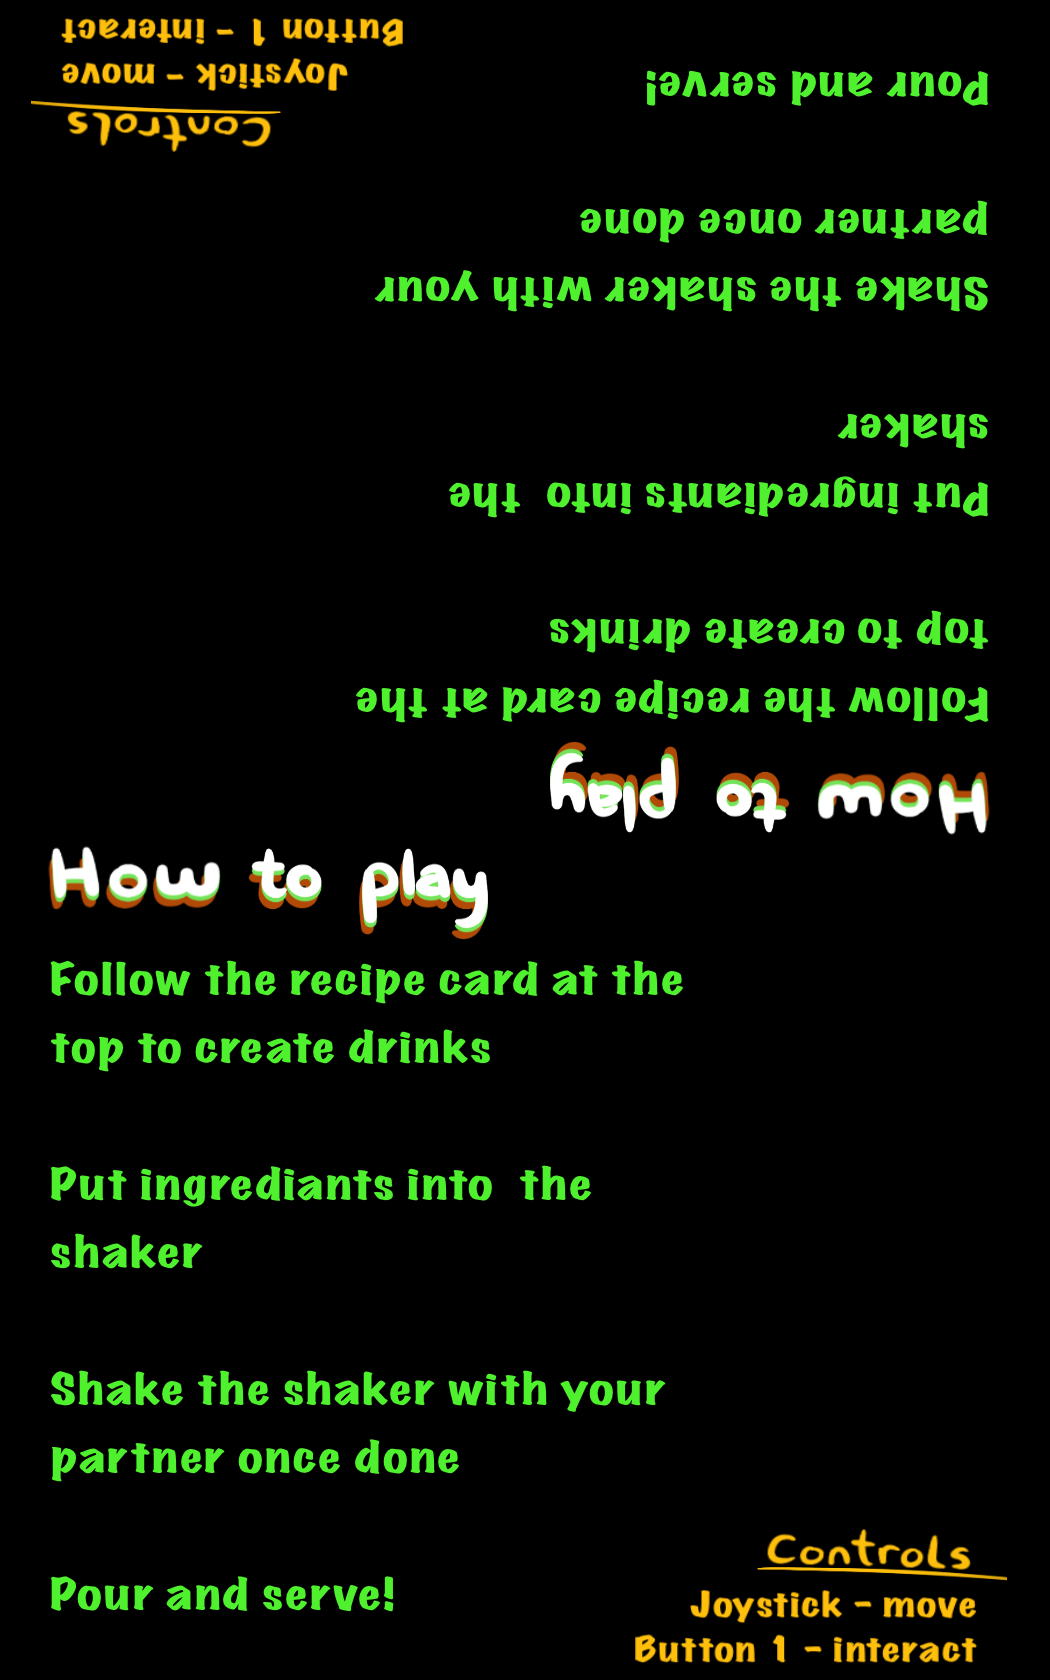 How to play
Follow the recipe card at the
top to create drinks
Put ingrediants into the
shaker
Shake the shaker with your
partner once done
Pour and serve!
Controls
Joystick - move
Button 1 - interact
How to play
Follow the recipe card at the
top to create drinks
Put ingrediants into the
shaker
Shake the shaker with your
partner once done
Pour and serve!
Controls
Joystick - move
Button 1 - interact